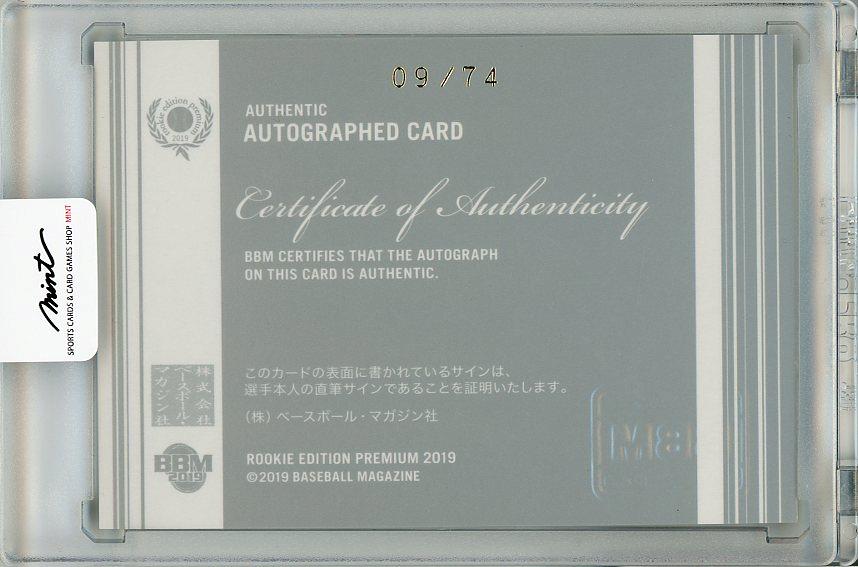 09/74
rookie edition premium
2019
AUTHENTIC
AUTOGRAPHED CARD
Certificate of Authenticity
BBM CERTIFIES THAT THE AUTOGRAPH
ON THIS CARD IS AUTHENTIC.
mint
SPORTS CARDS & CARD GAMES SHOP MINT
このカードの表面に書かれているサインは、
選手本人の直筆サインであることを証明いたします。
(株) ベースボール・マガジン社
株式会社
ベースボール・
マガジン社
BBM
2019
ROOKIE EDITION PREMIUM 2019
©2019 BASEBALL MAGAZINE